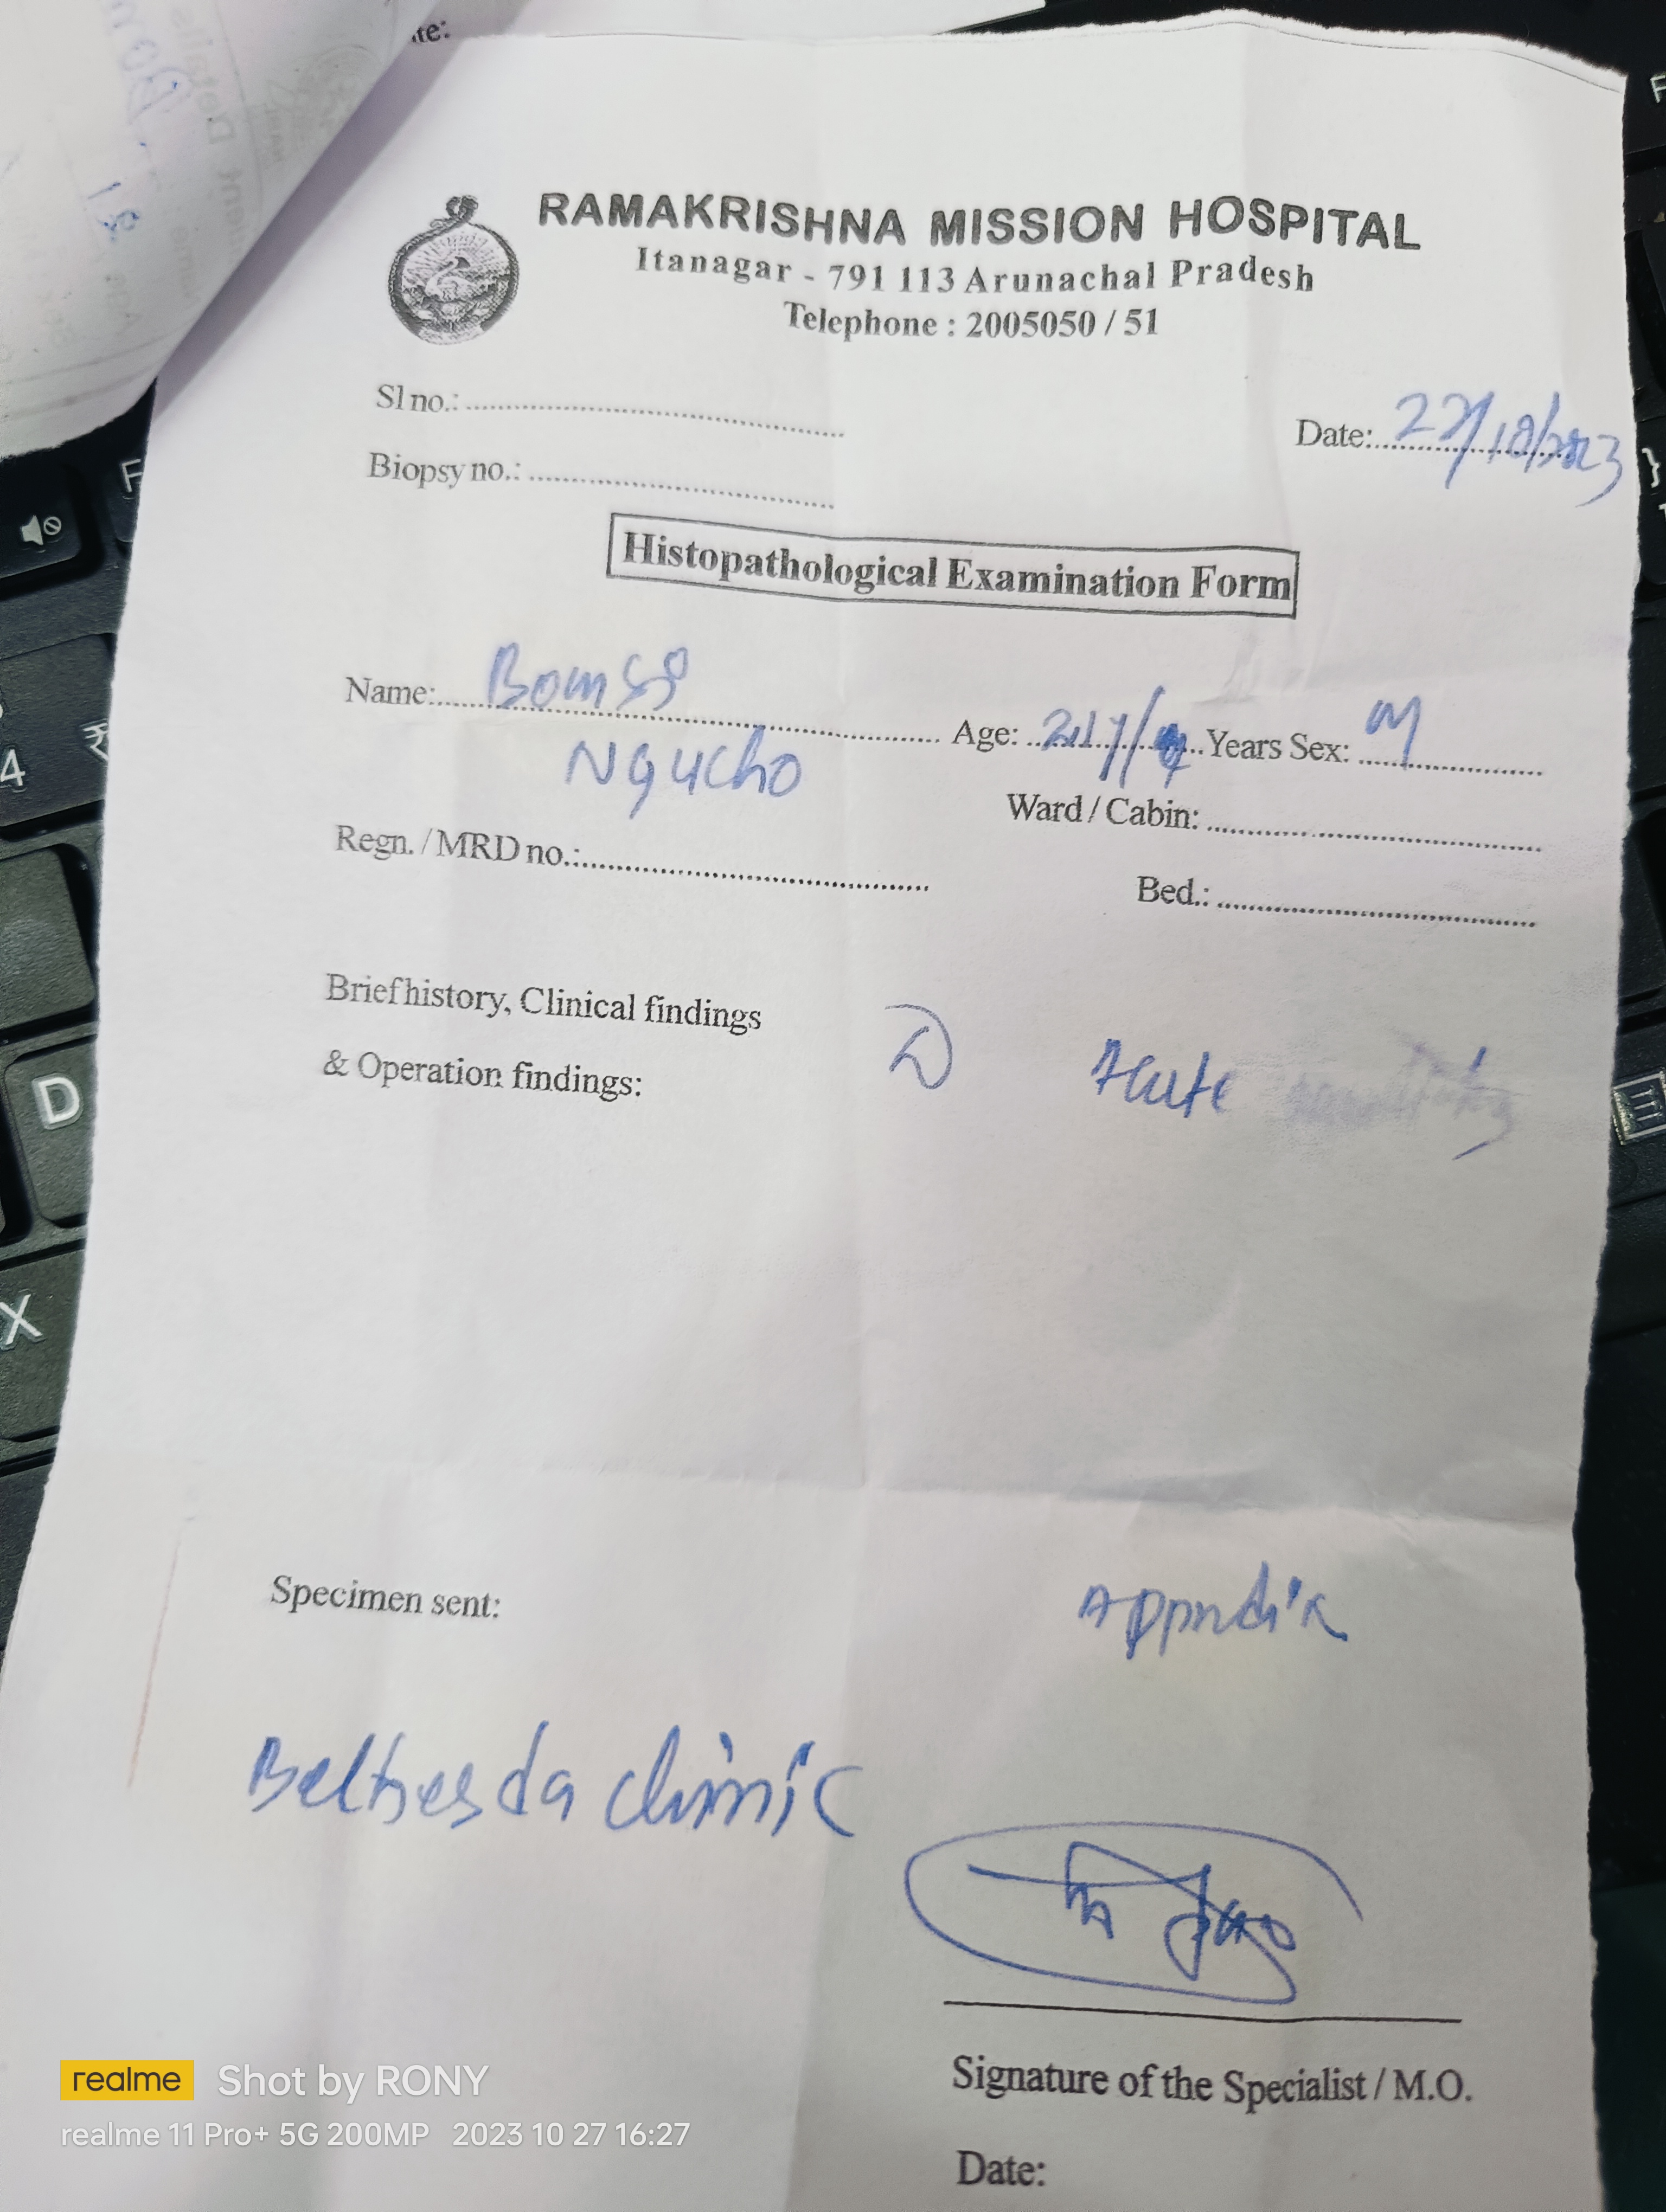 RAMAKRISHNA MISSION HOSPITAL
Itanagar - 791 113 Arunachal Pradesh
Telephone : 2005050 / 51
Sl no.:
Date: /10/2023
Biopsy no.:
Histopathological Examination Form
Name:
Age: Years Sex: M
Ngucho
Ward / Cabin:
Regn. / MRD no.:
Bed.:
Brief history, Clinical findings
& Operation findings:
Acute
Specimen sent:
Appndix
Bethesda clinic
Signature of the Specialist / M.O.
Date:
realme Shot by RONY
realme 11 Pro+ 5G 200MP 2023 10 27 16:27